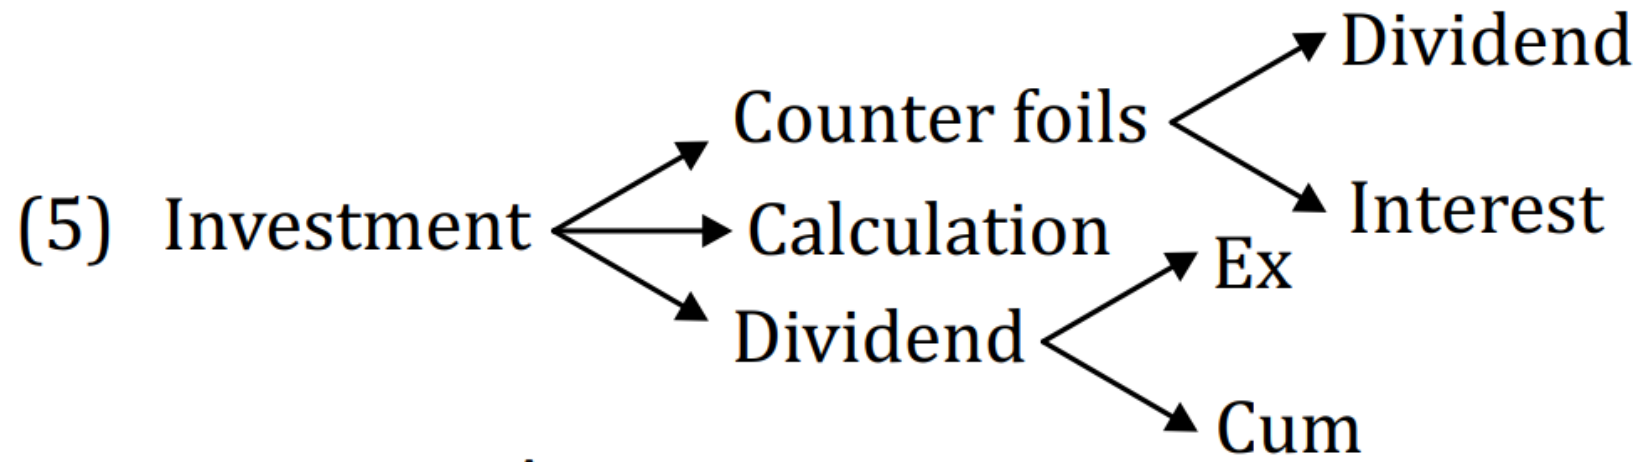 Dividend
Counter foils
Interest
(5) Investment
Calculation
Ex
Dividend
Cum